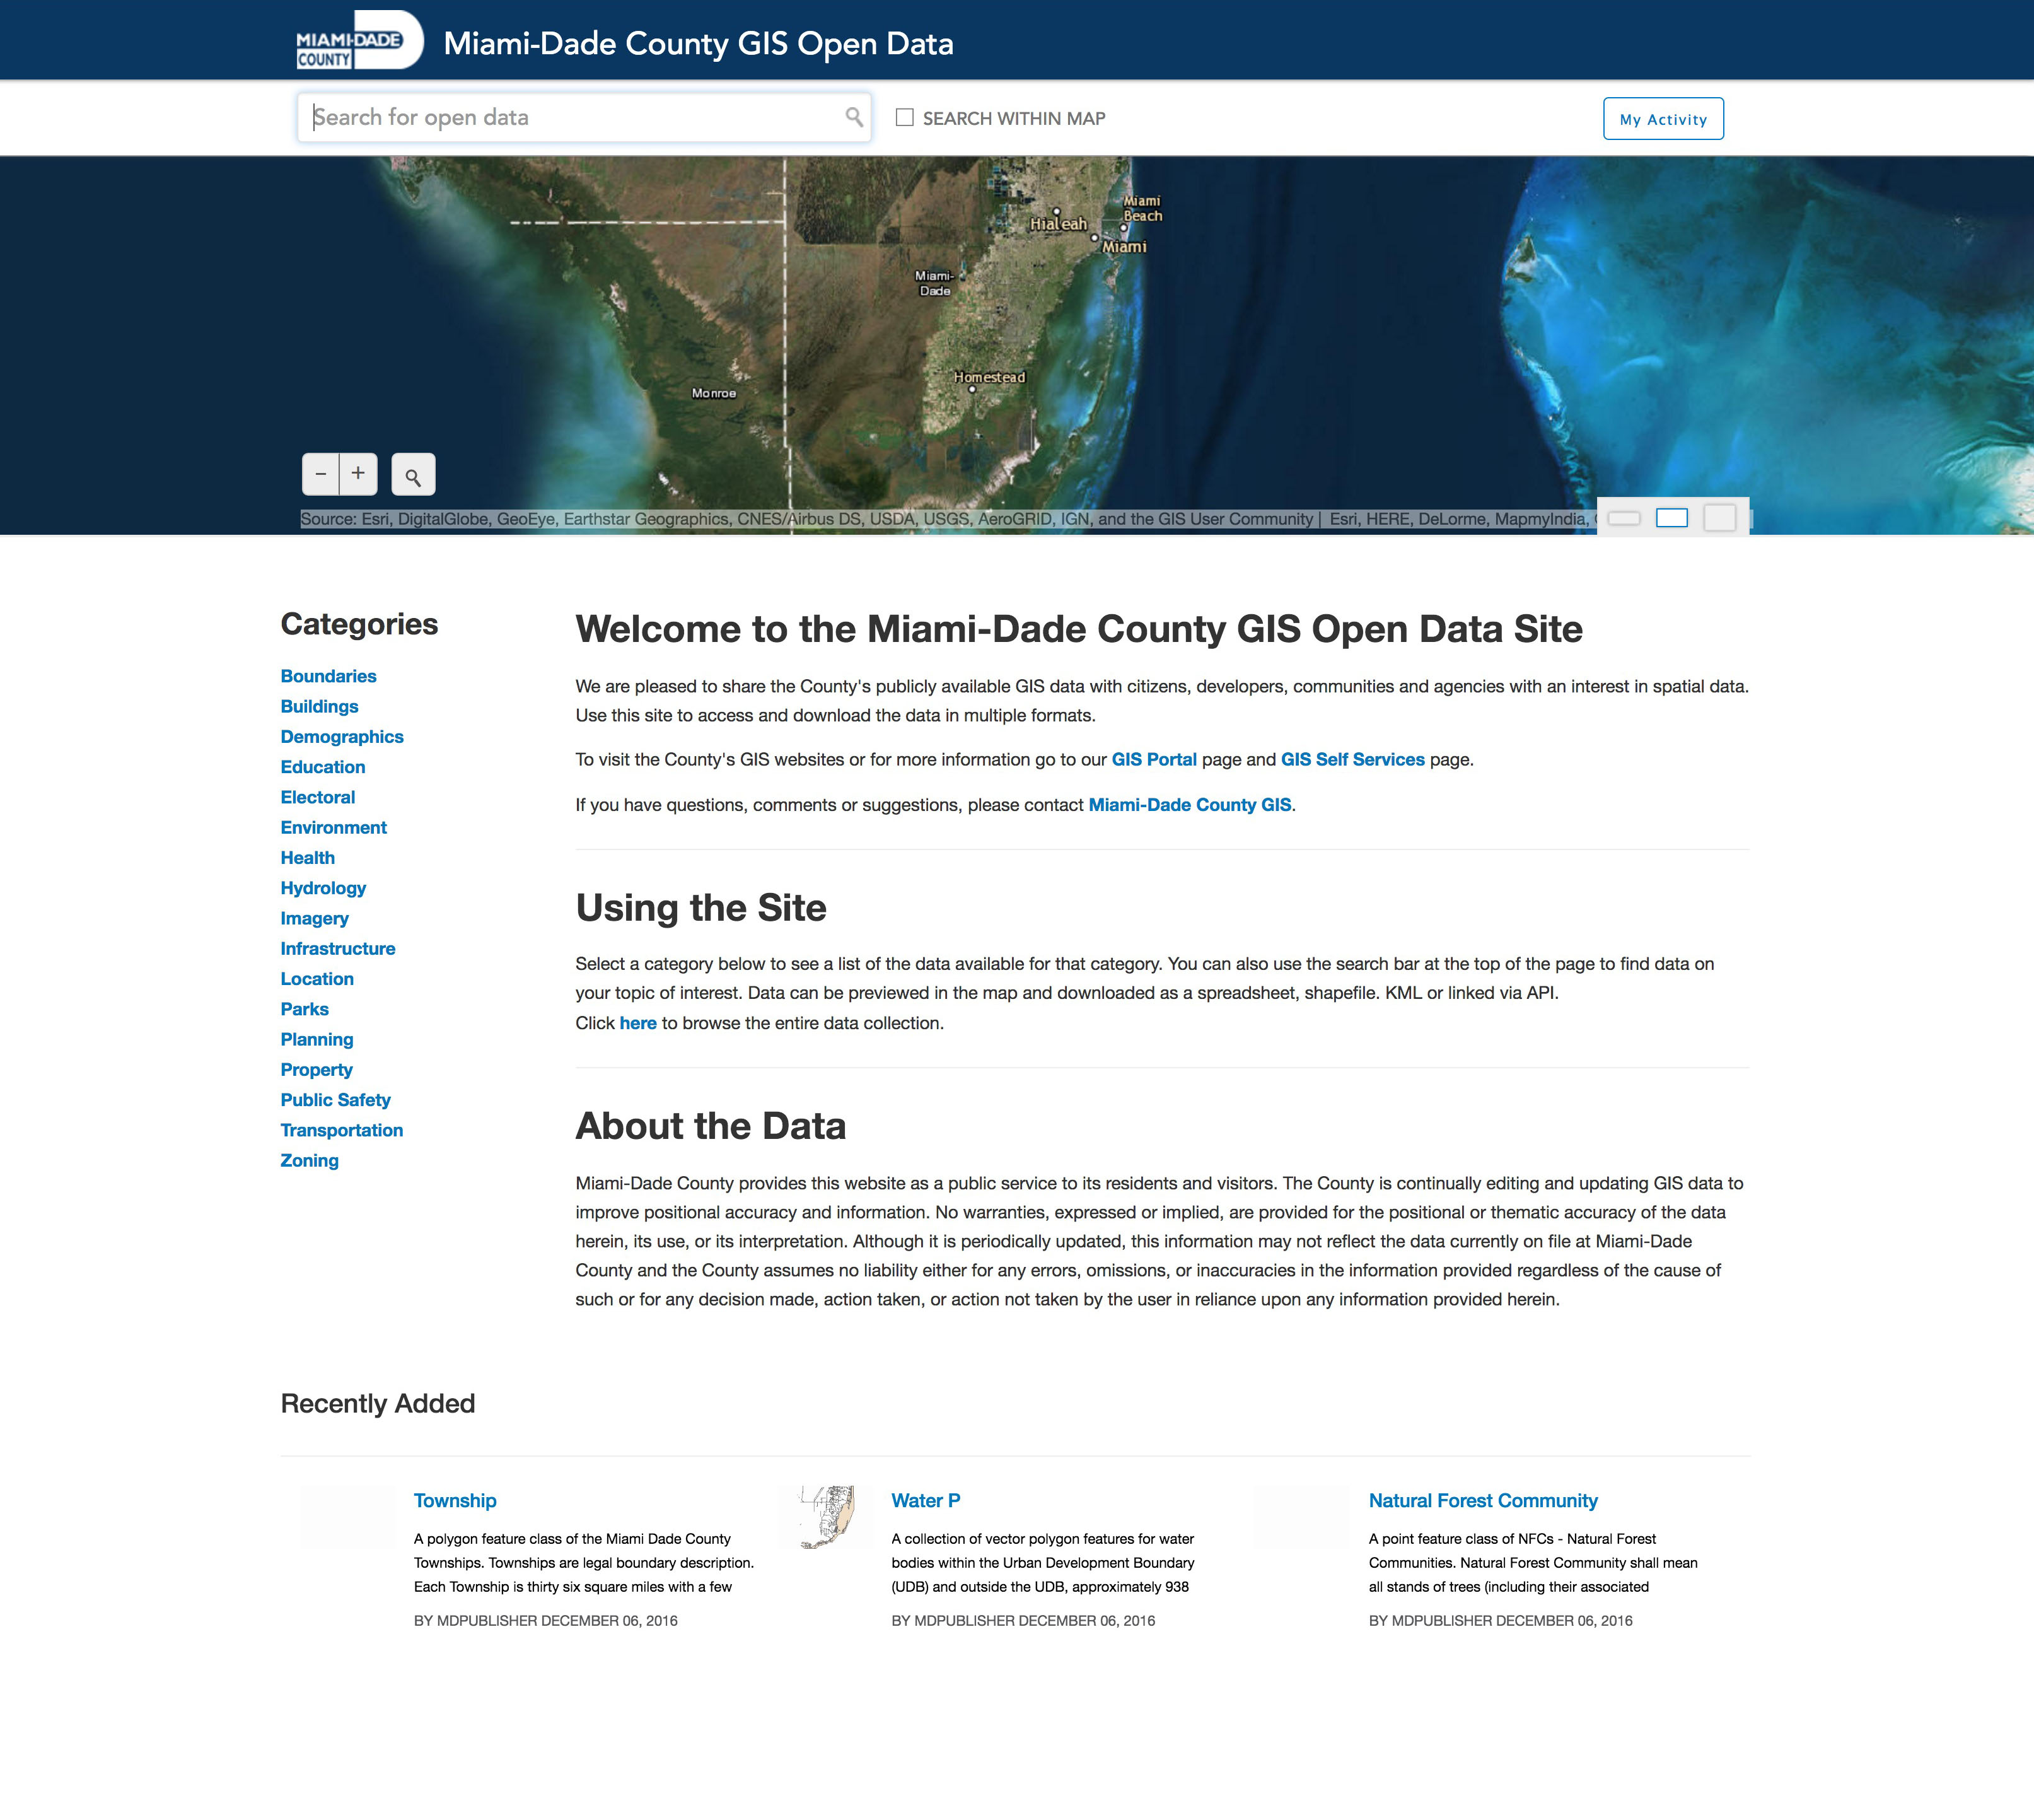 MIAMI-DADE
COUNTY
Miami-Dade County GIS Open Data
Search for open data
SEARCH WITHIN MAP
My Activity
Miami
Beach
Hialeah
Miami
Miami-
Dade
Homestead
Monroe
− +
Source: Esri, DigitalGlobe, GeoEye, Earthstar Geographics, CNES/Airbus DS, USDA, USGS, AeroGRID, IGN, and the GIS User Community | Esri, HERE, DeLorme, MapmyIndia,
Categories
Boundaries
Buildings
Demographics
Education
Electoral
Environment
Health
Hydrology
Imagery
Infrastructure
Location
Parks
Planning
Property
Public Safety
Transportation
Zoning
Welcome to the Miami-Dade County GIS Open Data Site
We are pleased to share the County's publicly available GIS data with citizens, developers, communities and agencies with an interest in spatial data.
Use this site to access and download the data in multiple formats.
To visit the County's GIS websites or for more information go to our GIS Portal page and GIS Self Services page.
If you have questions, comments or suggestions, please contact Miami-Dade County GIS.
Using the Site
Select a category below to see a list of the data available for that category. You can also use the search bar at the top of the page to find data on
your topic of interest. Data can be previewed in the map and downloaded as a spreadsheet, shapefile. KML or linked via API.
Click here to browse the entire data collection.
About the Data
Miami-Dade County provides this website as a public service to its residents and visitors. The County is continually editing and updating GIS data to
improve positional accuracy and information. No warranties, expressed or implied, are provided for the positional or thematic accuracy of the data
herein, its use, or its interpretation. Although it is periodically updated, this information may not reflect the data currently on file at Miami-Dade
County and the County assumes no liability either for any errors, omissions, or inaccuracies in the information provided regardless of the cause of
such or for any decision made, action taken, or action not taken by the user in reliance upon any information provided herein.
Recently Added
Township
A polygon feature class of the Miami Dade County
Townships. Townships are legal boundary description.
Each Township is thirty six square miles with a few
BY MDPUBLISHER DECEMBER 06, 2016
Water P
A collection of vector polygon features for water
bodies within the Urban Development Boundary
(UDB) and outside the UDB, approximately 938
BY MDPUBLISHER DECEMBER 06, 2016
Natural Forest Community
A point feature class of NFCs - Natural Forest
Communities. Natural Forest Community shall mean
all stands of trees (including their associated
BY MDPUBLISHER DECEMBER 06, 2016